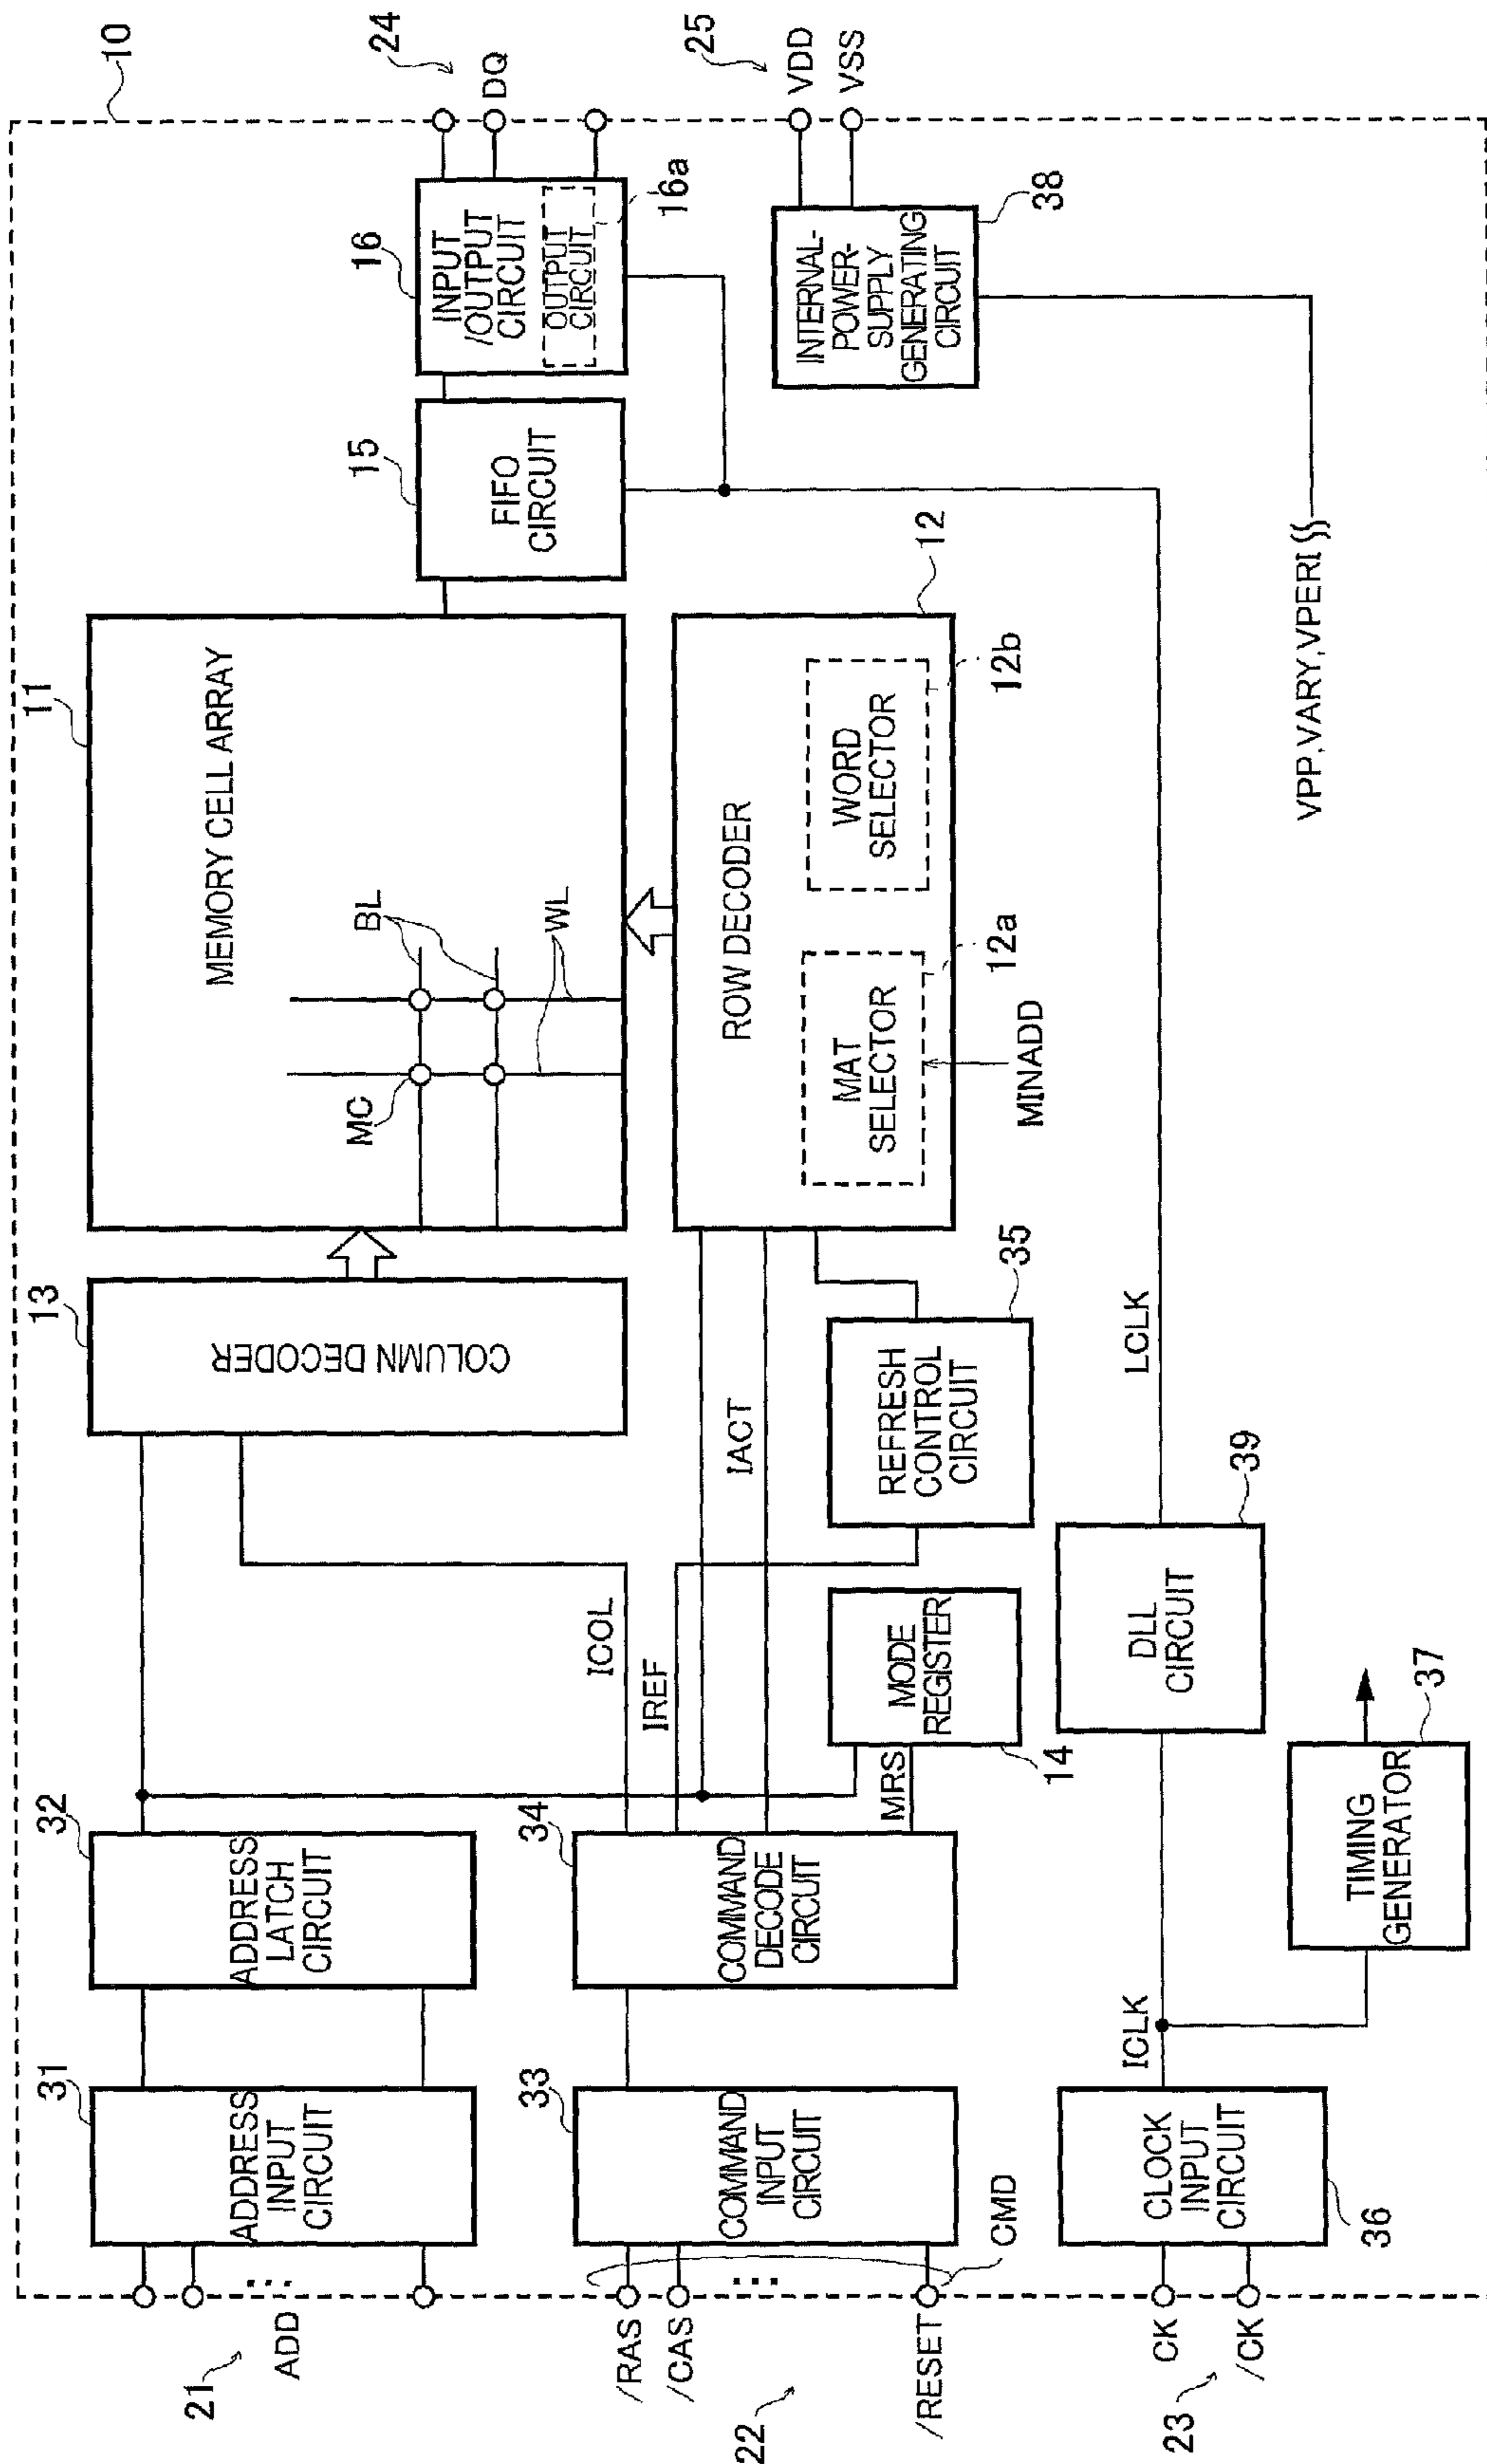 10
21
ADD
31
ADDRESS
INPUT
CIRCUIT
32
ADDRESS
LATCH
CIRCUIT
13
COLUMN DECODER
11
MEMORY CELL ARRAY
MC
BL
WL
15
FIFO
CIRCUIT
16
INPUT
/OUTPUT
CIRCUIT
OUTPUT
CIRCUIT
16a
24
DQ
22
/RAS
/CAS
...
/RESET
CMD
33
COMMAND
INPUT
CIRCUIT
34
COMMAND
DECODE
CIRCUIT
ICOL
IREF
IACT
MRS
14
MODE
REGISTER
35
REFRESH
CONTROL
CIRCUIT
12
ROW DECODER
12a
MAT
SELECTOR
MINADD
12b
WORD
SELECTOR
25
VDD
VSS
38
INTERNAL-
POWER-
SUPPLY
GENERATING
CIRCUIT
VPP,VARY,VPERI
23
CK
/CK
36
CLOCK
INPUT
CIRCUIT
ICLK
37
TIMING
GENERATOR
39
DLL
CIRCUIT
LCLK